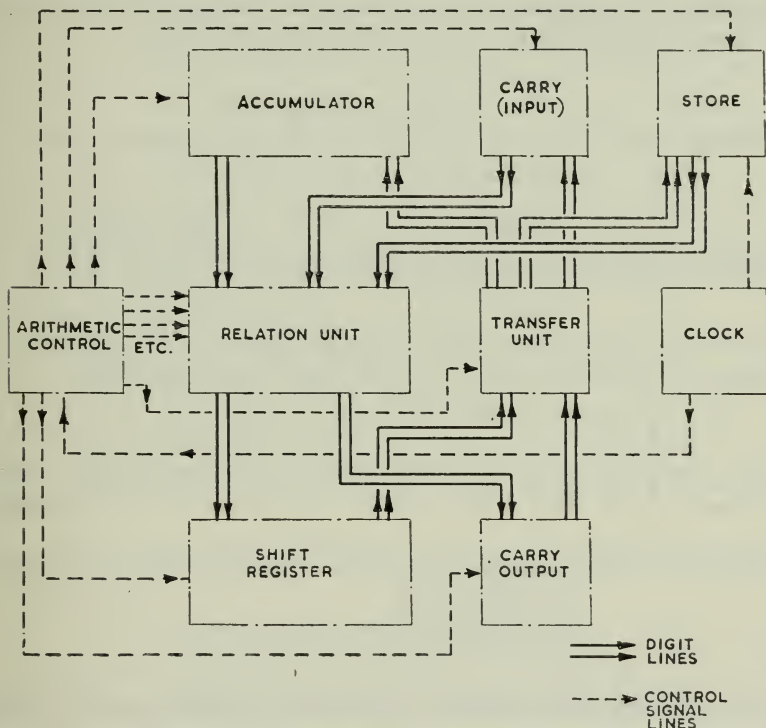 ACCUMULATOR
CARRY
(INPUT)
STORE
ARITHMETIC
CONTROL
ETC.
RELATION UNIT
TRANSFER
UNIT
CLOCK
SHIFT
REGISTER
CARRY
OUTPUT
DIGIT
LINES
CONTROL
SIGNAL
LINES